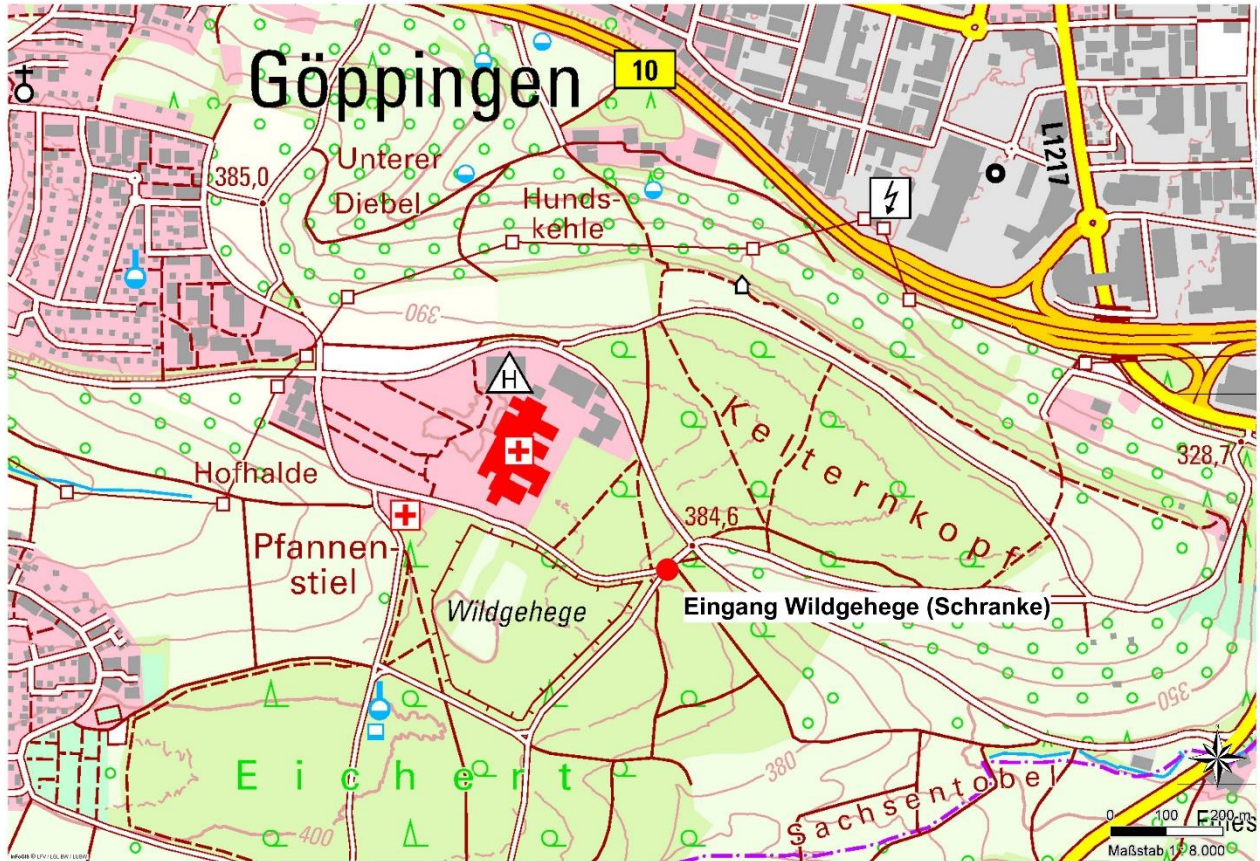 Göppingen
10
L1217
Unterer
Diebel
385,0
Hunds-
kehle
390
H
Hofhalde
Pfannen-
stiel
Wildgehege
Kelternkopf
384,6
328,7
Eingang Wildgehege (Schranke)
350
380
Eichert
400
Sachsentobel
0 100 200 m
Maßstab 1: 8.000